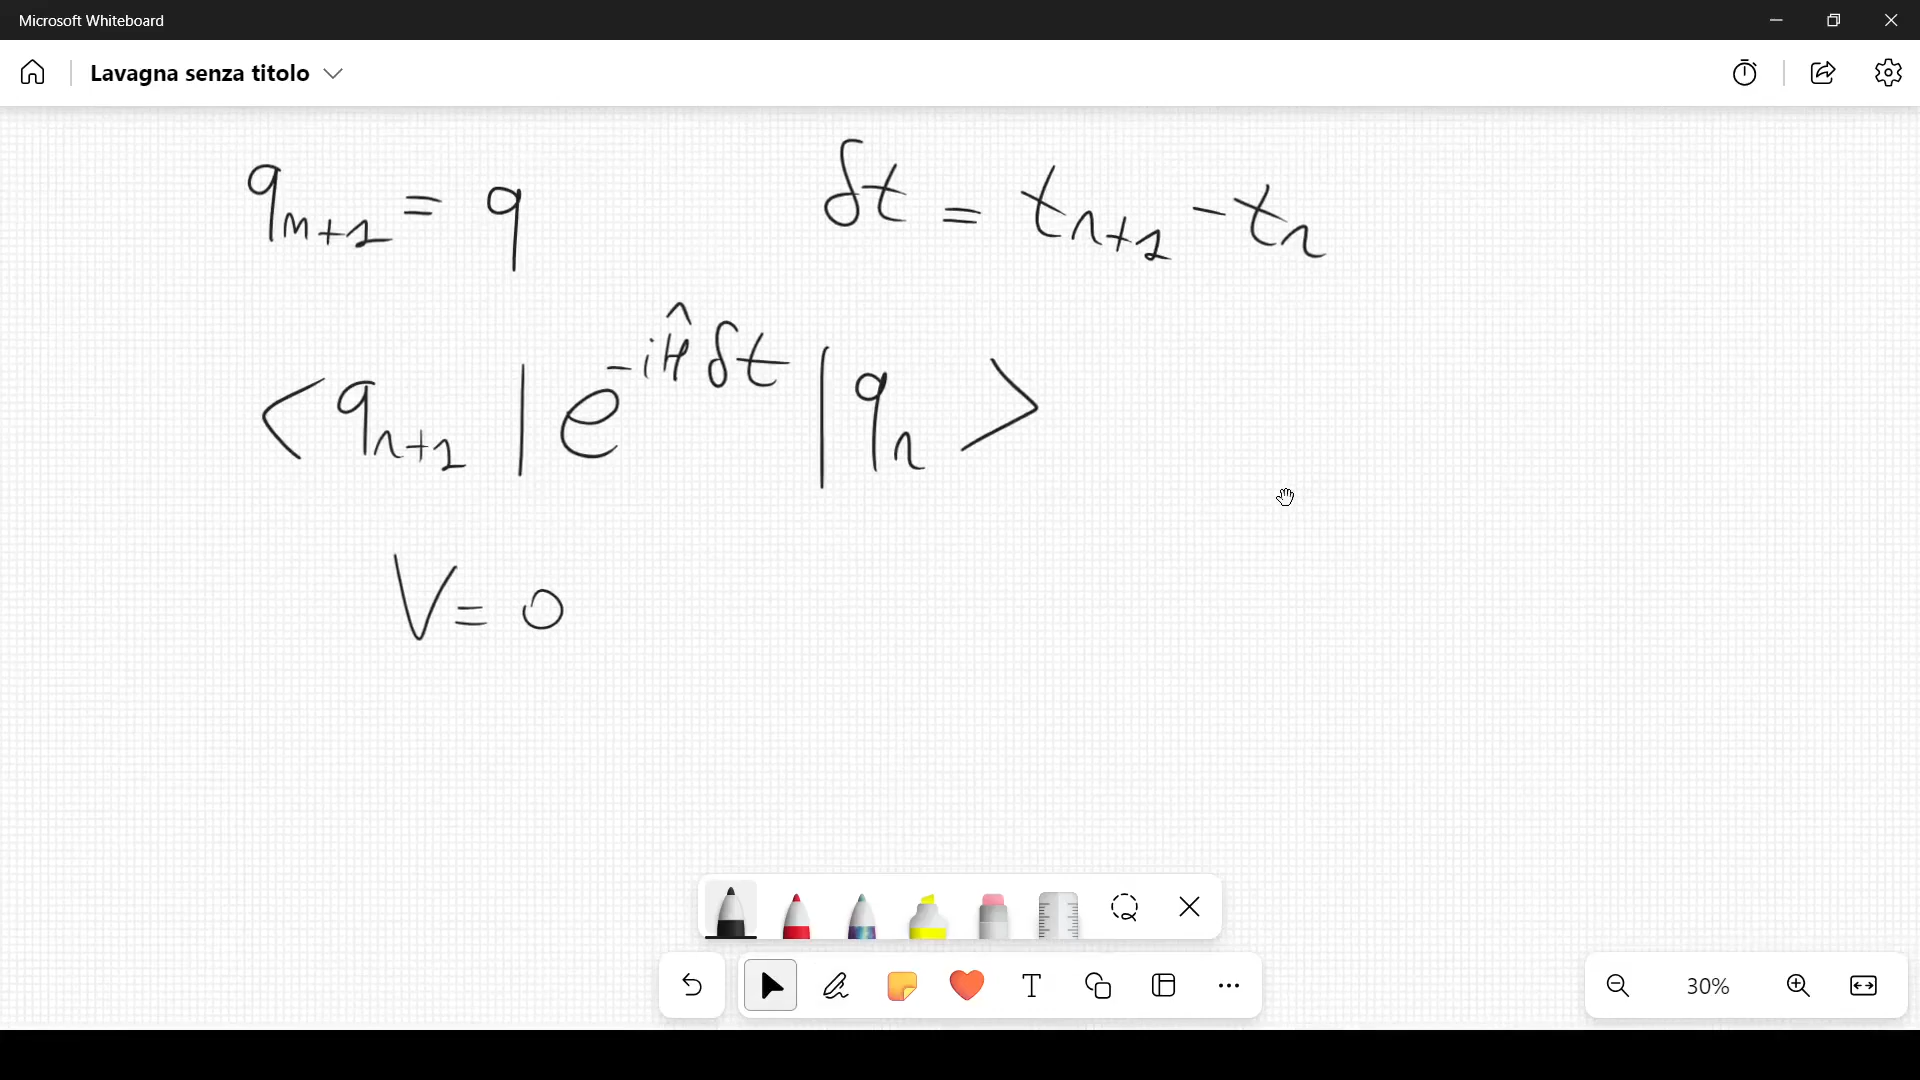 Microsoft Whiteboard
Lavagna senza titolo
q_{n+1} = q    δt = t_{n+1} - t_n
<q_{n+1} | e^{-iĤδt} | q_n>
V = 0
T
30%